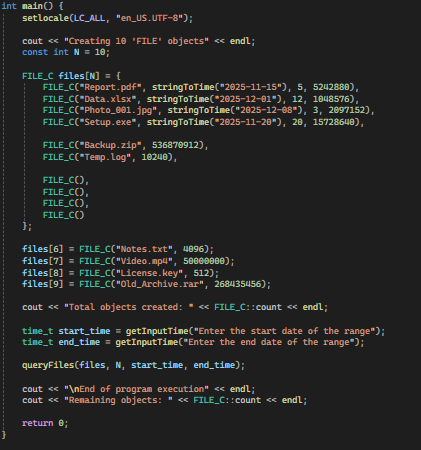 int main() {
    setlocale(LC_ALL, "en_US.UTF-8");

    cout << "Creating 10 'FILE' objects" << endl;
    const int N = 10;

    FILE_C files[N] = {
        FILE_C("Report.pdf", stringToTime("2025-11-15"), 5, 5242880),
        FILE_C("Data.xlsx", stringToTime("2025-12-01"), 12, 1048576),
        FILE_C("Photo_001.jpg", stringToTime("2025-12-08"), 3, 2097152),
        FILE_C("Setup.exe", stringToTime("2025-11-20"), 20, 15728640),

        FILE_C("Backup.zip", 536870912),
        FILE_C("Temp.log", 10240),

        FILE_C(),
        FILE_C(),
        FILE_C(),
        FILE_C()
    };

    files[6] = FILE_C("Notes.txt", 4096);
    files[7] = FILE_C("Video.mp4", 50000000);
    files[8] = FILE_C("License.key", 512);
    files[9] = FILE_C("Old_Archive.rar", 268435456);

    cout << "Total objects created: " << FILE_C::count << endl;

    time_t start_time = getInputTime("Enter the start date of the range");
    time_t end_time = getInputTime("Enter the end date of the range");

    queryFiles(files, N, start_time, end_time);

    cout << "\nEnd of program execution" << endl;
    cout << "Remaining objects: " << FILE_C::count << endl;

    return 0;
}